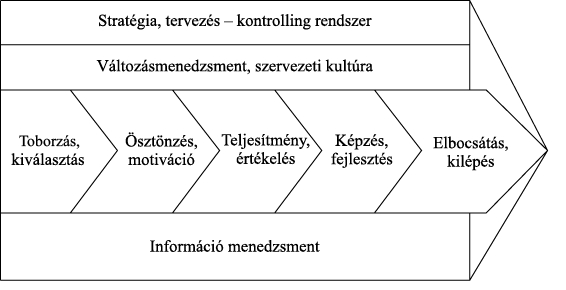 Stratégia, tervezés – kontrolling rendszer
Változásmenedzsment, szervezeti kultúra
Toborzás,
kiválasztás
Ösztönzés,
motiváció
Teljesítmény,
értékelés
Képzés,
fejlesztés
Elbocsátás,
kilépés
Információ menedzsment